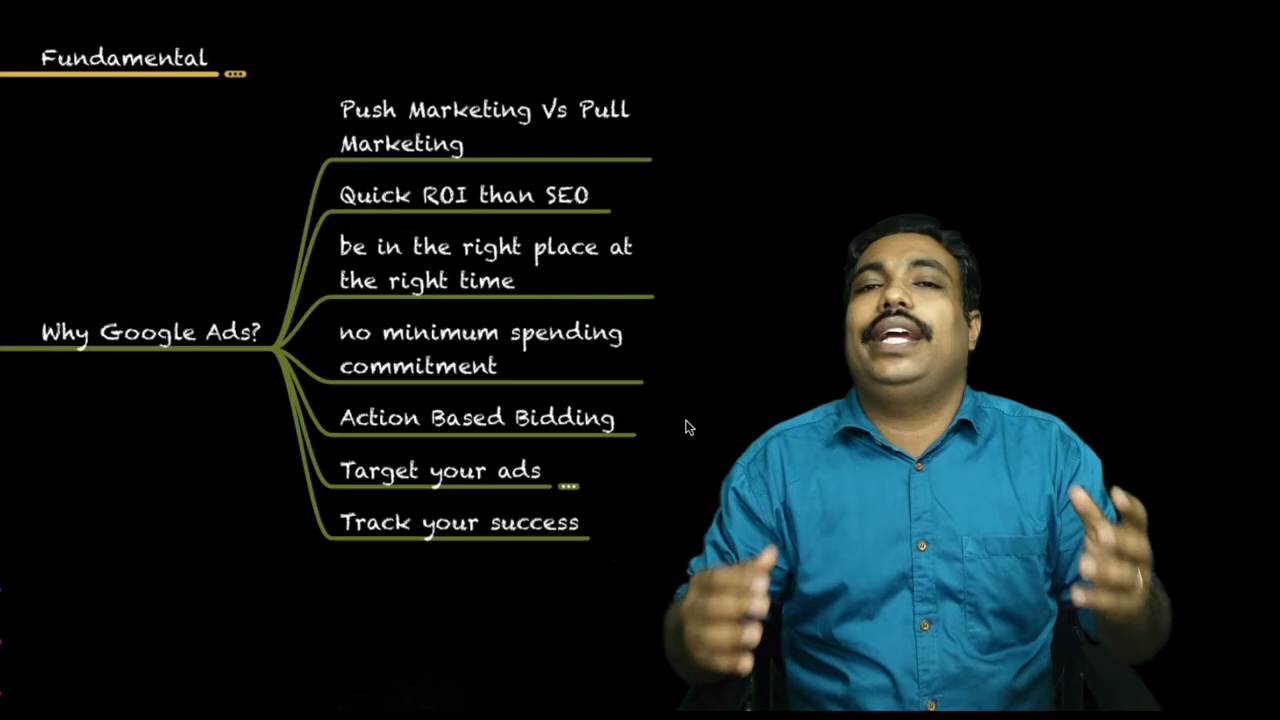 Fundamental
Why Google Ads?
Push Marketing Vs Pull
Marketing
Quick ROI than SEO
be in the right place at
the right time
no minimum spending
commitment
Action Based Bidding
Target your ads
Track your success